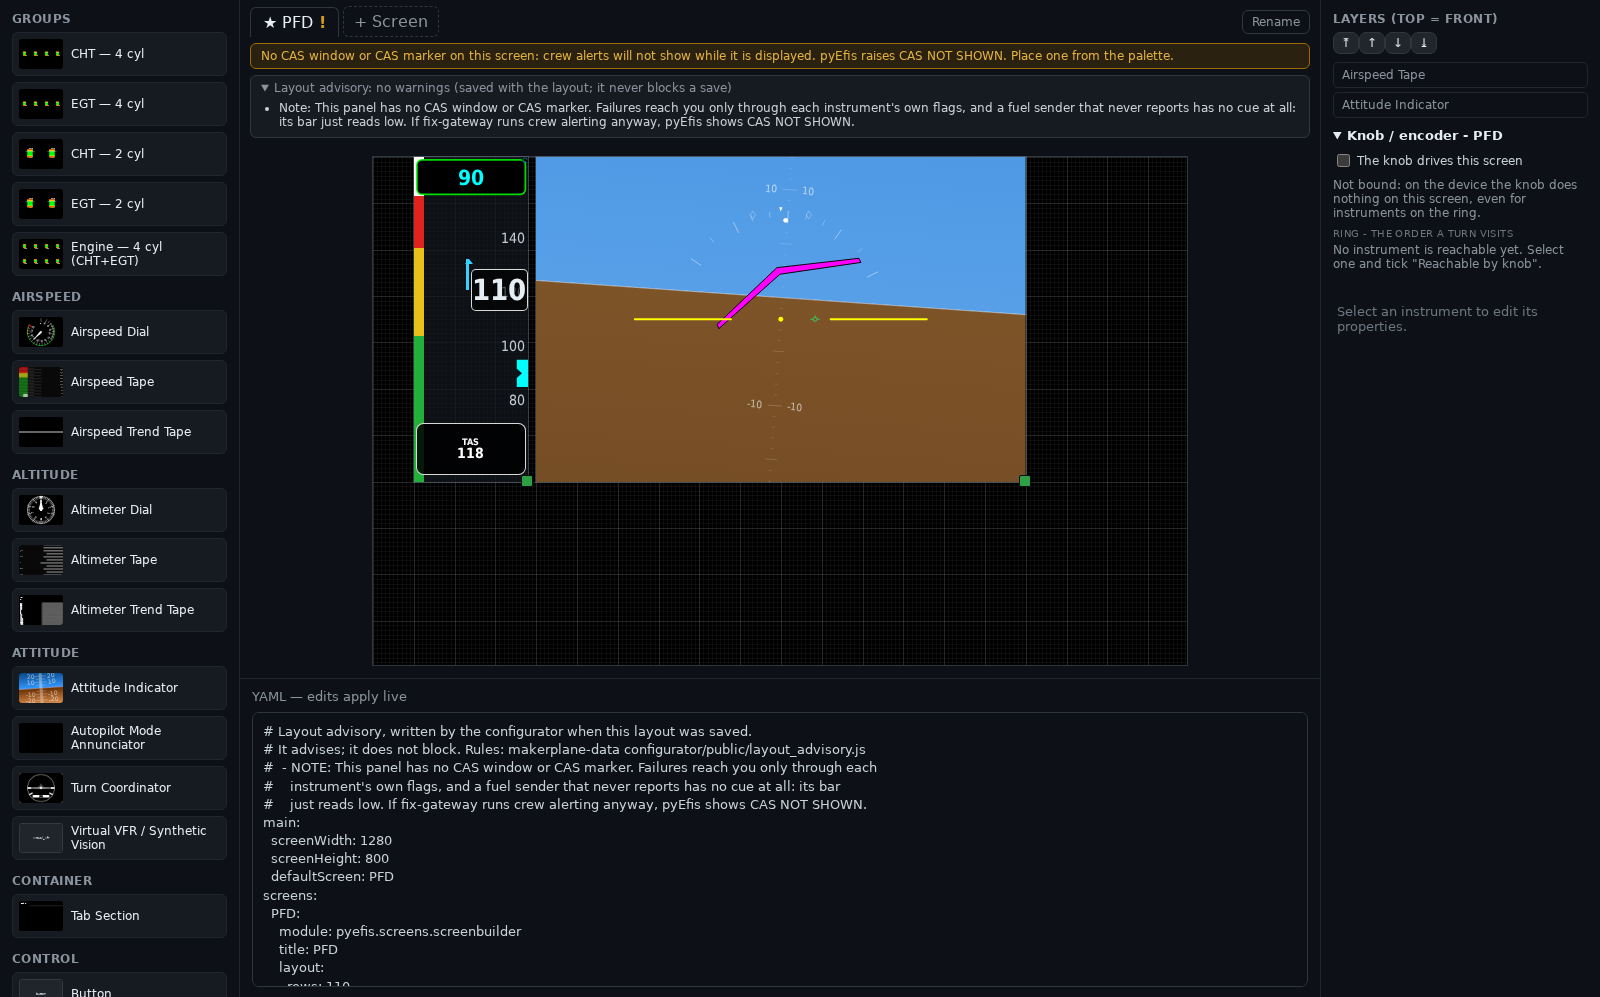 GROUPS
CHT — 4 cyl
EGT — 4 cyl
CHT — 2 cyl
EGT — 2 cyl
Engine — 4 cyl
(CHT+EGT)
AIRSPEED
Airspeed Dial
Airspeed Tape
Airspeed Trend Tape
ALTITUDE
Altimeter Dial
Altimeter Tape
Altimeter Trend Tape
ATTITUDE
Attitude Indicator
Autopilot Mode
Annunciator
Turn Coordinator
Virtual VFR / Synthetic
Vision
CONTAINER
Tab Section
CONTROL
Button
★ PFD !
+ Screen
Rename
No CAS window or CAS marker on this screen: crew alerts will not show while it is displayed. pyEfis raises CAS NOT SHOWN. Place one from the palette.
▼ Layout advisory: no warnings (saved with the layout; it never blocks a save)
• Note: This panel has no CAS window or CAS marker. Failures reach you only through each instrument's own flags, and a fuel sender that never reports has no cue at all:
its bar just reads low. If fix-gateway runs crew alerting anyway, pyEfis shows CAS NOT SHOWN.
90
140
110
100
80
TAS
118
10 10
-10 -10
YAML — edits apply live
# Layout advisory, written by the configurator when this layout was saved.
# It advises; it does not block. Rules: makerplane-data configurator/public/layout_advisory.js
#  - NOTE: This panel has no CAS window or CAS marker. Failures reach you only through each
#    instrument's own flags, and a fuel sender that never reports has no cue at all: its bar
#    just reads low. If fix-gateway runs crew alerting anyway, pyEfis shows CAS NOT SHOWN.
main:
  screenWidth: 1280
  screenHeight: 800
  defaultScreen: PFD
screens:
  PFD:
    module: pyefis.screens.screenbuilder
    title: PFD
    layout:
      rows: 110
LAYERS (TOP = FRONT)
⤒ ↑ ↓ ⤓
Airspeed Tape
Attitude Indicator
▼ Knob / encoder - PFD
The knob drives this screen
Not bound: on the device the knob does
nothing on this screen, even for
instruments on the ring.
RING - THE ORDER A TURN VISITS
No instrument is reachable yet. Select
one and tick "Reachable by knob".
Select an instrument to edit its
properties.